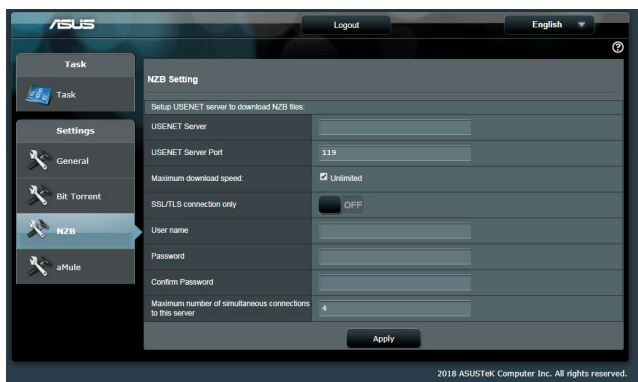 ASUS
Logout
English
Task
Task
Settings
General
Bit Torrent
NZB
aMule
NZB Setting
Setup USENET server to download NZB files:
USENET Server
USENET Server Port
119
Maximum download speed:
Unlimited
SSL/TLS connection only
OFF
User name
Password
Confirm Password
Maximum number of simultaneous connections
to this server
4
Apply
2018 ASUSTeK Computer Inc. All rights reserved.